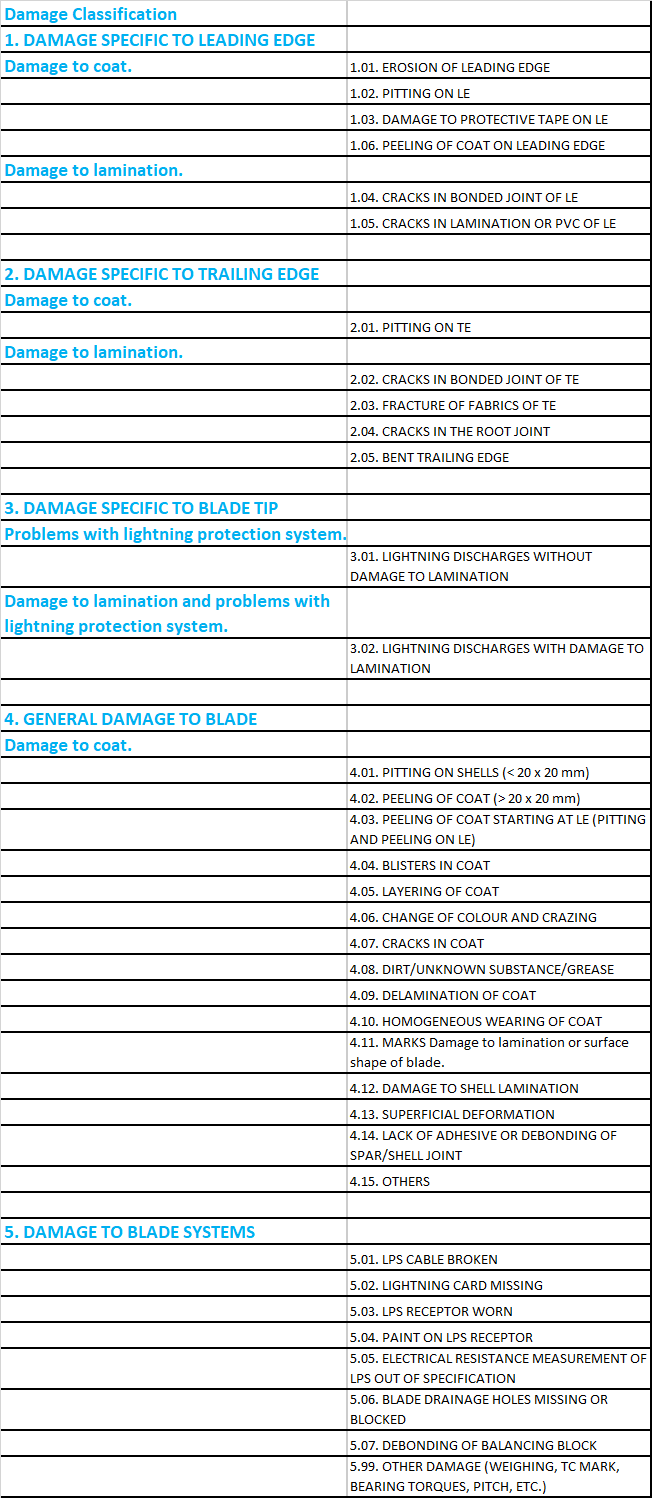 Damage Classification
1. DAMAGE SPECIFIC TO LEADING EDGE
Damage to coat.
1.01. EROSION OF LEADING EDGE
1.02. PITTING ON LE
1.03. DAMAGE TO PROTECTIVE TAPE ON LE
1.06. PEELING OF COAT ON LEADING EDGE
Damage to lamination.
1.04. CRACKS IN BONDED JOINT OF LE
1.05. CRACKS IN LAMINATION OR PVC OF LE
2. DAMAGE SPECIFIC TO TRAILING EDGE
Damage to coat.
2.01. PITTING ON TE
Damage to lamination.
2.02. CRACKS IN BONDED JOINT OF TE
2.03. FRACTURE OF FABRICS OF TE
2.04. CRACKS IN THE ROOT JOINT
2.05. BENT TRAILING EDGE
3. DAMAGE SPECIFIC TO BLADE TIP
Problems with lightning protection system.
3.01. LIGHTNING DISCHARGES WITHOUT
DAMAGE TO LAMINATION
Damage to lamination and problems with
lightning protection system.
3.02. LIGHTNING DISCHARGES WITH DAMAGE TO
LAMINATION
4. GENERAL DAMAGE TO BLADE
Damage to coat.
4.01. PITTING ON SHELLS (< 20 x 20 mm)
4.02. PEELING OF COAT (> 20 x 20 mm)
4.03. PEELING OF COAT STARTING AT LE (PITTING
AND PEELING ON LE)
4.04. BLISTERS IN COAT
4.05. LAYERING OF COAT
4.06. CHANGE OF COLOUR AND CRAZING
4.07. CRACKS IN COAT
4.08. DIRT/UNKNOWN SUBSTANCE/GREASE
4.09. DELAMINATION OF COAT
4.10. HOMOGENEOUS WEARING OF COAT
4.11. MARKS Damage to lamination or surface
shape of blade.
4.12. DAMAGE TO SHELL LAMINATION
4.13. SUPERFICIAL DEFORMATION
4.14. LACK OF ADHESIVE OR DEBONDING OF
SPAR/SHELL JOINT
4.15. OTHERS
5. DAMAGE TO BLADE SYSTEMS
5.01. LPS CABLE BROKEN
5.02. LIGHTNING CARD MISSING
5.03. LPS RECEPTOR WORN
5.04. PAINT ON LPS RECEPTOR
5.05. ELECTRICAL RESISTANCE MEASUREMENT OF
LPS OUT OF SPECIFICATION
5.06. BLADE DRAINAGE HOLES MISSING OR
BLOCKED
5.07. DEBONDING OF BALANCING BLOCK
5.99. OTHER DAMAGE (WEIGHING, TC MARK,
BEARING TORQUES, PITCH, ETC.)